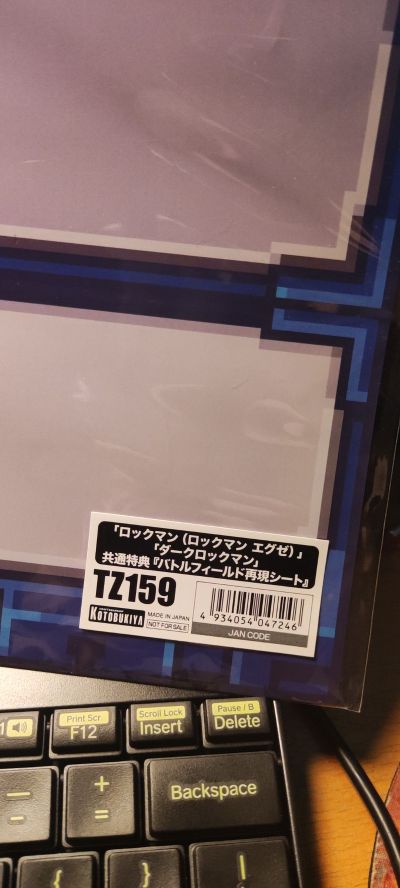 「ロックマン(ロックマン エグゼ)」
「ダークロックマン」
共通特典『バトルフィールド再現シート』
TZ159
KOTOBUKIYA
MADE IN JAPAN
NOT FOR SALE
4 934054 047246
JAN CODE
Print Scr
F12
Scroll Lock
Insert
Pause / B
Delete
+
=
Backspace
{
}
|